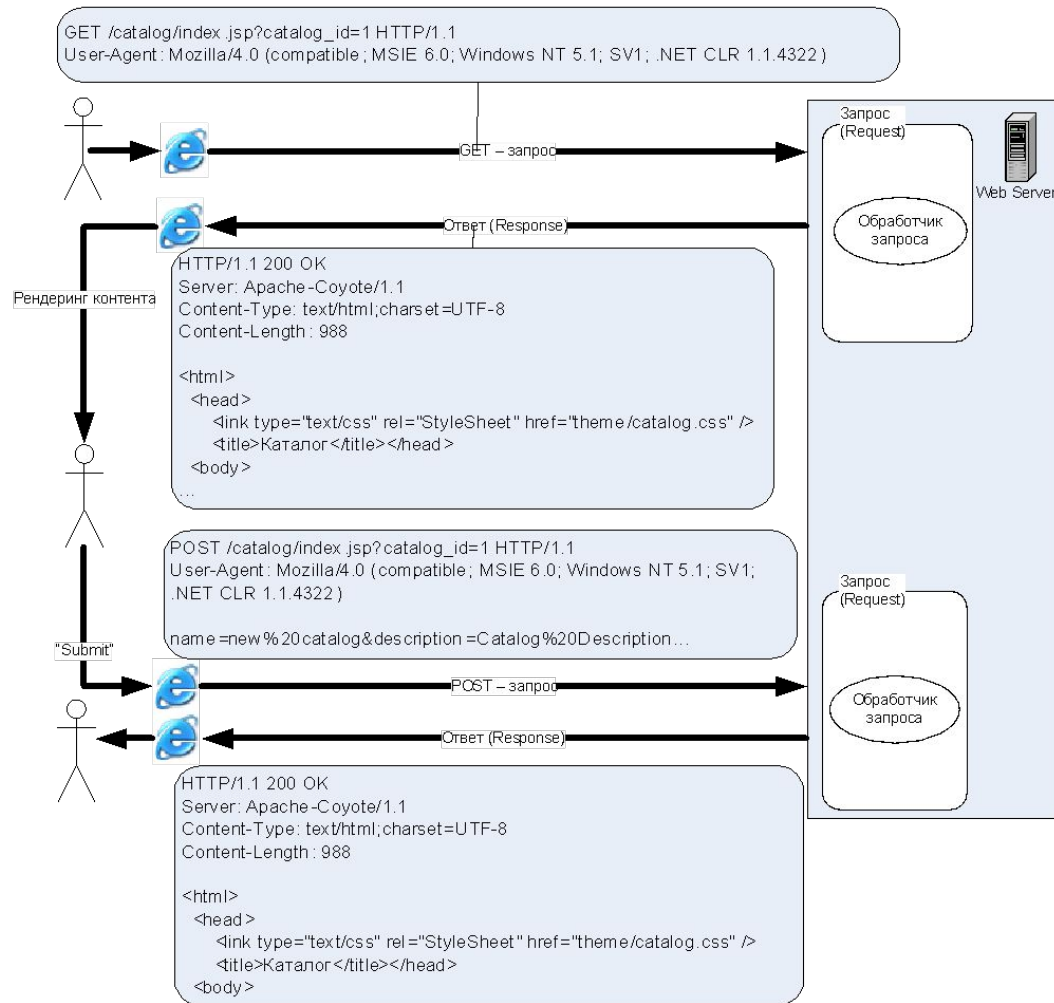 GET /catalog/index.jsp?catalog_id=1 HTTP/1.1
User-Agent: Mozilla/4.0 (compatible; MSIE 6.0; Windows NT 5.1; SV1; .NET CLR 1.1.4322)
Запрос
(Request)
GET – запрос
Web Server
Обработчик
запроса
Ответ (Response)
HTTP/1.1 200 OK
Server: Apache-Coyote/1.1
Content-Type: text/html;charset=UTF-8
Content-Length: 988
<html>
<head>
<link type="text/css" rel="StyleSheet" href="theme/catalog.css" />
<title>Каталог</title></head>
<body>
...
Рендеринг контента
POST /catalog/index.jsp?catalog_id=1 HTTP/1.1
User-Agent: Mozilla/4.0 (compatible; MSIE 6.0; Windows NT 5.1; SV1;
.NET CLR 1.1.4322)
name=new%20catalog&description=Catalog%20Description...
Запрос
(Request)
"Submit"
POST – запрос
Обработчик
запроса
Ответ (Response)
HTTP/1.1 200 OK
Server: Apache-Coyote/1.1
Content-Type: text/html;charset=UTF-8
Content-Length: 988
<html>
<head>
<link type="text/css" rel="StyleSheet" href="theme/catalog.css" />
<title>Каталог</title></head>
<body>